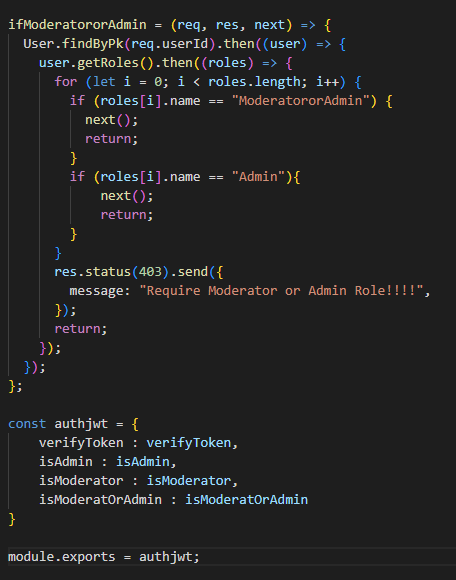 ifModeratororAdmin = (req, res, next) => {
  User.findByPk(req.userId).then((user) => {
    user.getRoles().then((roles) => {
      for (let i = 0; i < roles.length; i++) {
        if (roles[i].name == "ModeratororAdmin") {
          next();
          return;
        }
        if (roles[i].name == "Admin"){
            next();
            return;
        }
      }
      res.status(403).send({
        message: "Require Moderator or Admin Role!!!!",
      });
      return;
    });
  });
};

const authjwt = {
    verifyToken : verifyToken,
    isAdmin : isAdmin,
    isModerator : isModerator,
    isModeratOrAdmin : isModeratOrAdmin
}

module.exports = authjwt;